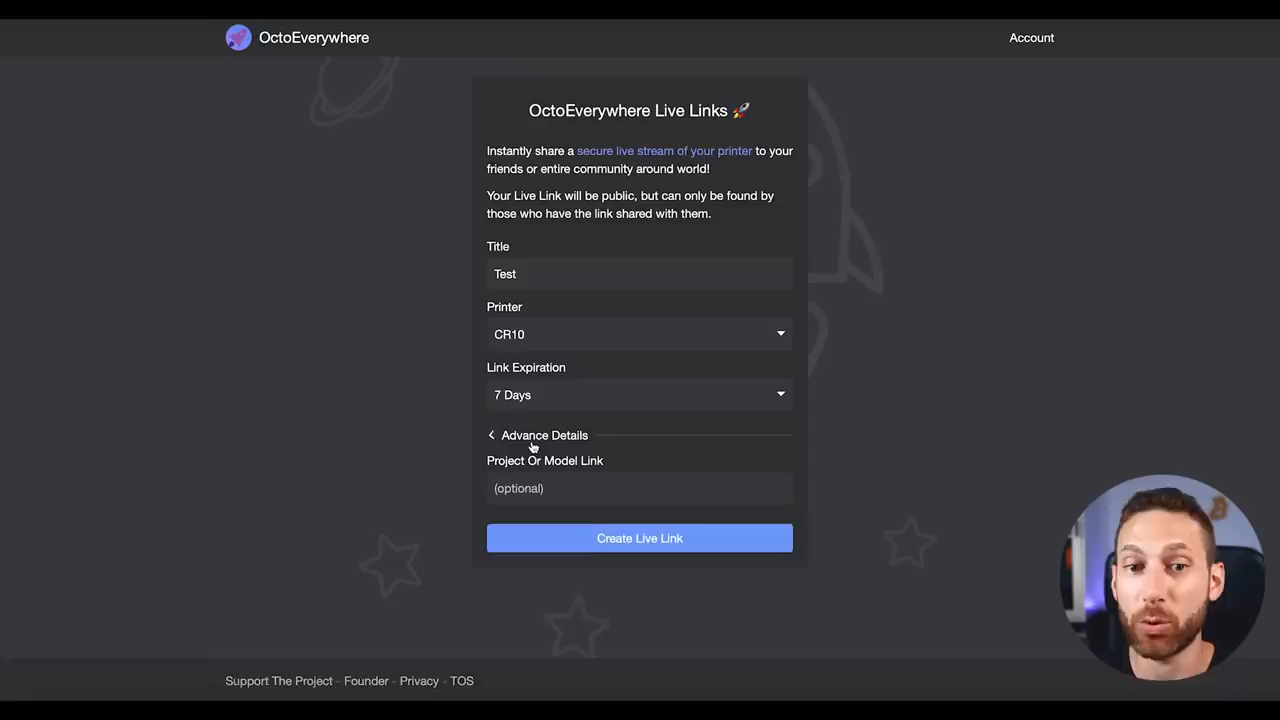 OctoEverywhere
Account
OctoEverywhere Live Links 🚀
Instantly share a secure live stream of your printer to your
friends or entire community around world!
Your Live Link will be public, but can only be found by
those who have the link shared with them.
Title
Test
Printer
CR10
Link Expiration
7 Days
Advance Details
Project Or Model Link
(optional)
Create Live Link
Support The Project - Founder - Privacy - TOS